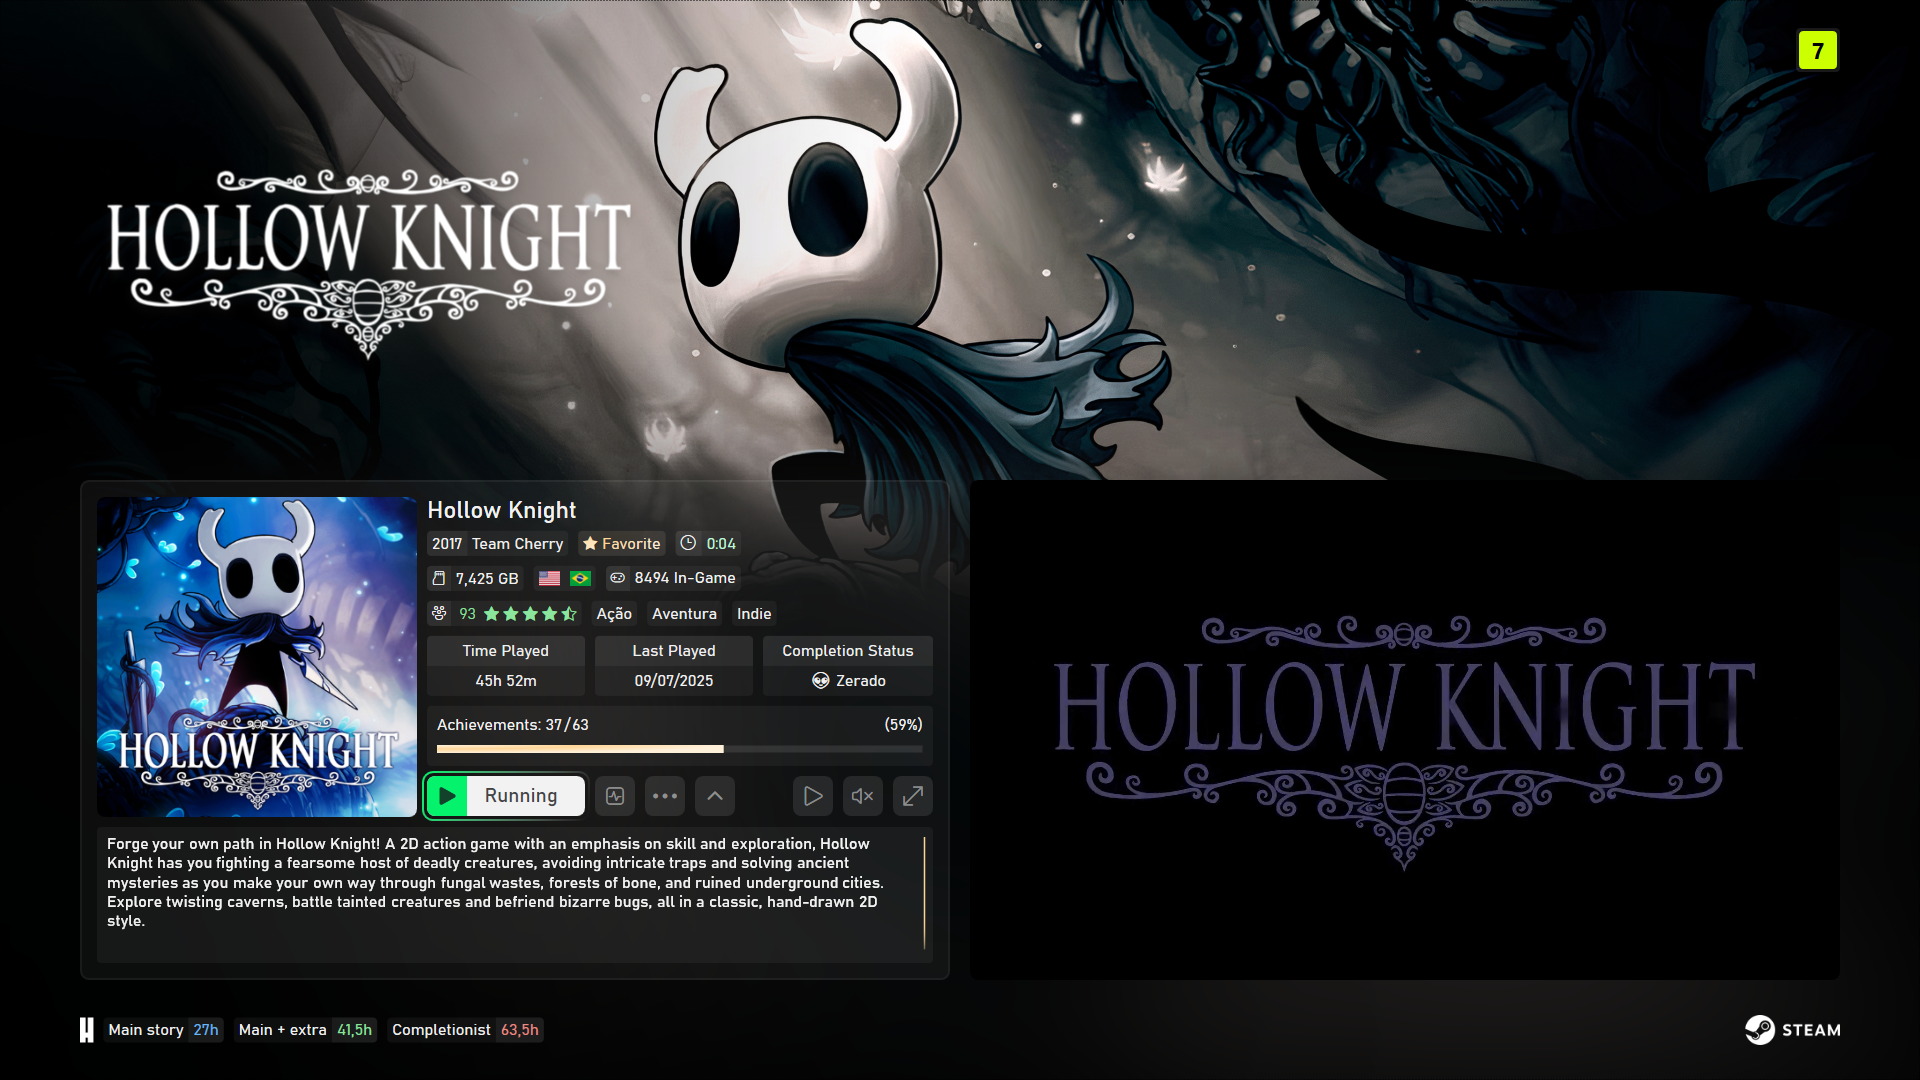 7
HOLLOW KNIGHT
HOLLOW KNIGHT
Hollow Knight
2017 Team Cherry Favorite 0:04
7,425 GB 8494 In-Game
93 Ação Aventura Indie
Time Played Last Played Completion Status
45h 52m 09/07/2025 Zerado
Achievements: 37/63 (59%)
Running
Forge your own path in Hollow Knight! A 2D action game with an emphasis on skill and exploration, Hollow
Knight has you fighting a fearsome host of deadly creatures, avoiding intricate traps and solving ancient
mysteries as you make your own way through fungal wastes, forests of bone, and ruined underground cities.
Explore twisting caverns, battle tainted creatures and befriend bizarre bugs, all in a classic, hand-drawn 2D
style.
HOLLOW KNIGHT
Main story 27h Main + extra 41,5h Completionist 63,5h
STEAM